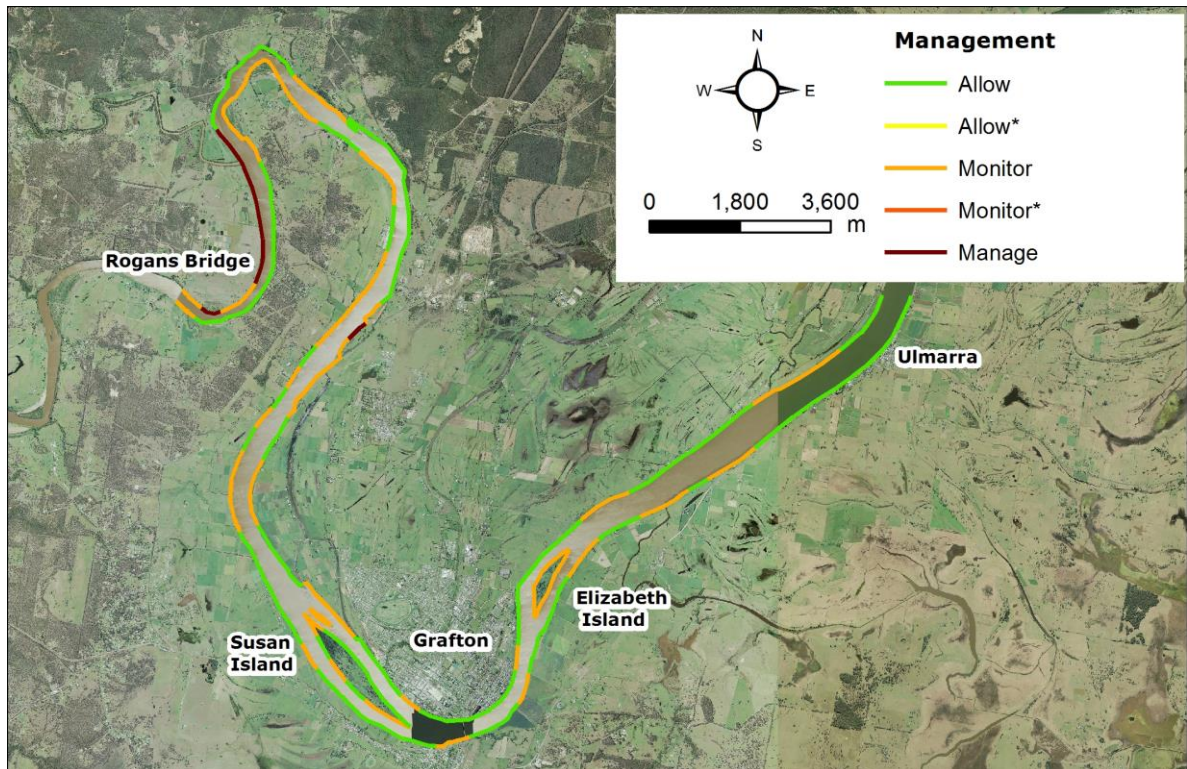 Management
N
W
E
S
Allow
Allow*
Monitor
Monitor*
Manage
0 1,800 3,600
m
Rogans Bridge
Ulmarra
Elizabeth
Island
Grafton
Susan
Island